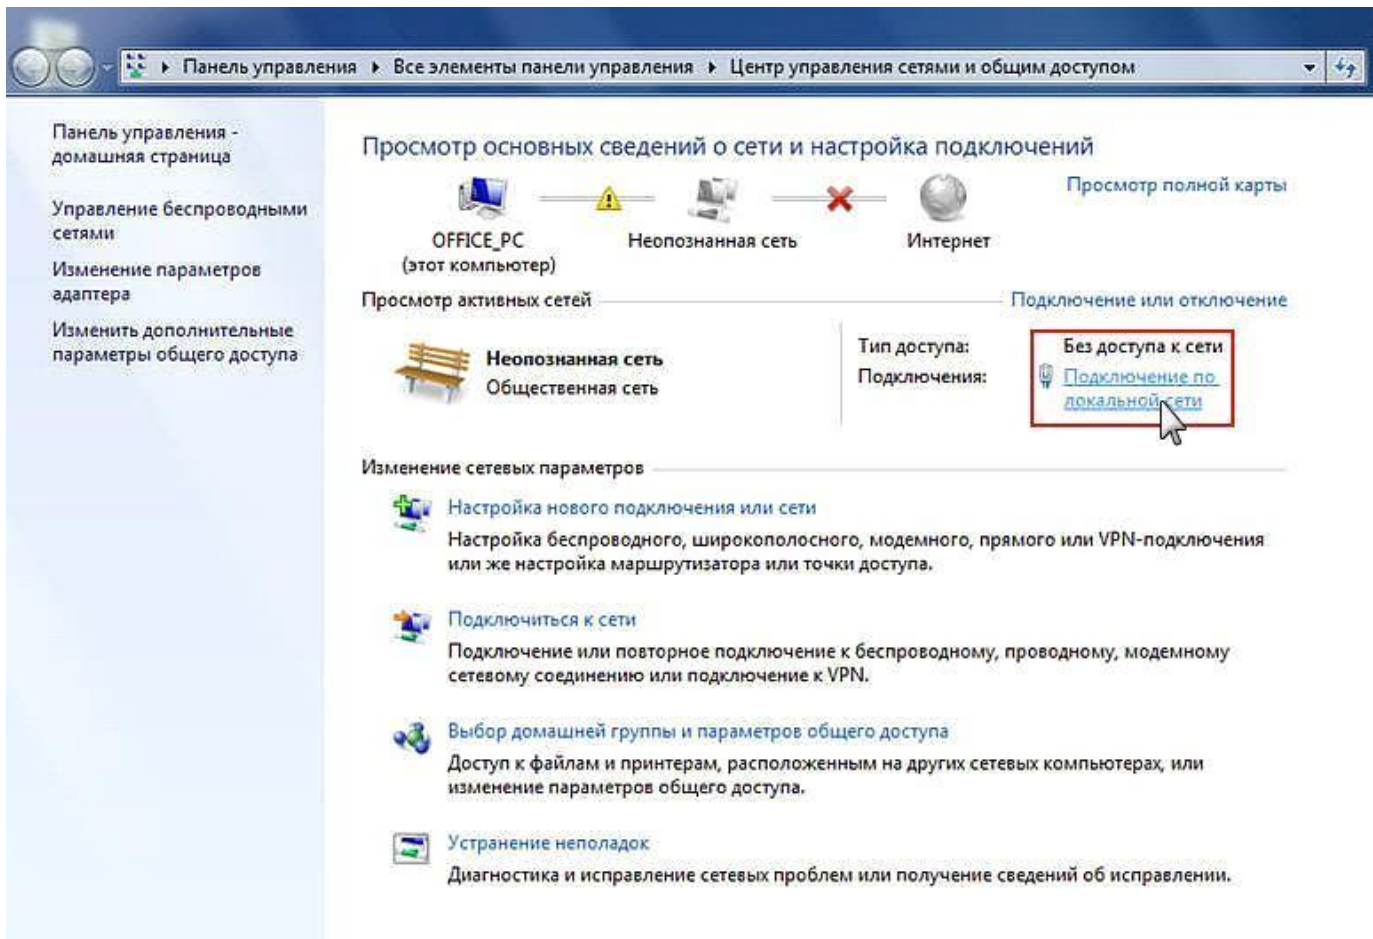 Панель управления ▸ Все элементы панели управления ▸ Центр управления сетями и общим доступом
Панель управления -
домашняя страница
Управление беспроводными
сетями
Изменение параметров
адаптера
Изменить дополнительные
параметры общего доступа
Просмотр основных сведений о сети и настройка подключений
Просмотр полной карты
OFFICE_PC
(этот компьютер)
Неопознанная сеть
Интернет
Просмотр активных сетей
Подключение или отключение
Неопознанная сеть
Общественная сеть
Тип доступа:
Без доступа к сети
Подключения:
Подключение по
локальной сети
Изменение сетевых параметров
Настройка нового подключения или сети
Настройка беспроводного, широкополосного, модемного, прямого или VPN-подключения
или же настройка маршрутизатора или точки доступа.
Подключиться к сети
Подключение или повторное подключение к беспроводному, проводному, модемному
сетевому соединению или подключение к VPN.
Выбор домашней группы и параметров общего доступа
Доступ к файлам и принтерам, расположенным на других сетевых компьютерах, или
изменение параметров общего доступа.
Устранение неполадок
Диагностика и исправление сетевых проблем или получение сведений об исправлении.